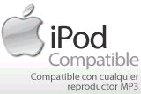 iPod
Compatible
Compatible con cualquier
reproductor MP3